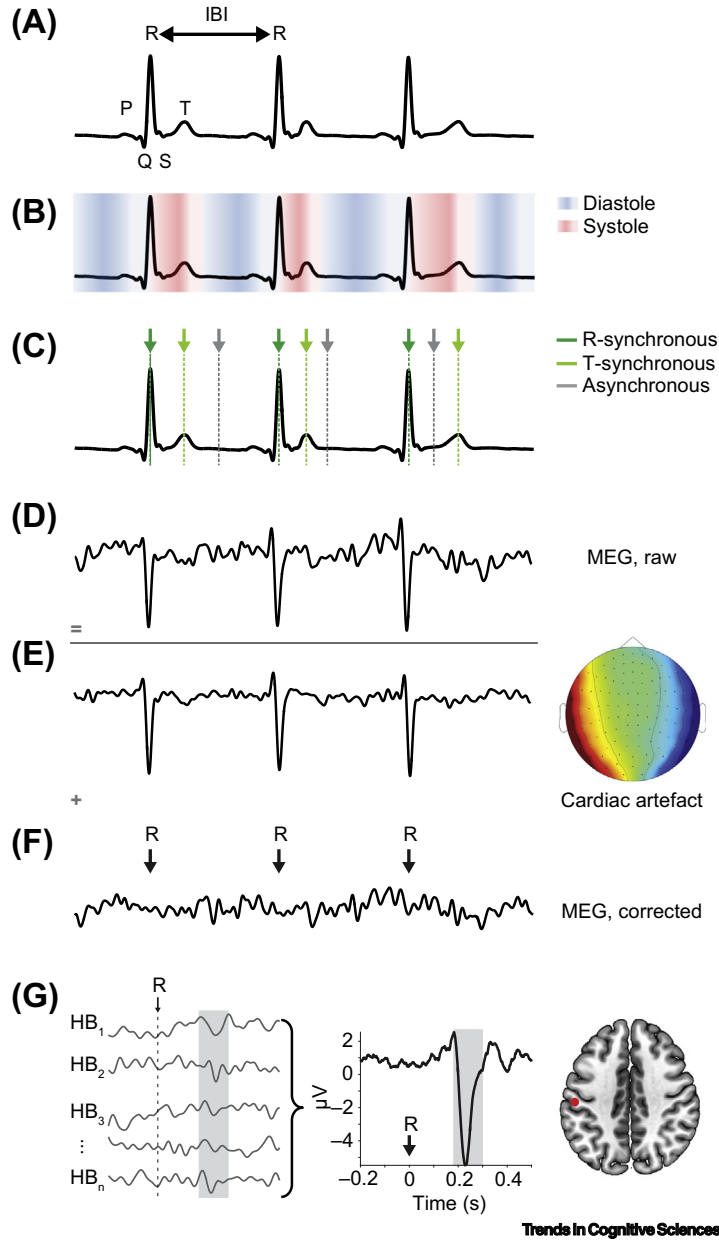 (A)
IBI
R R
P T
Q S
(B)
Diastole
Systole
(C)
R-synchronous
T-synchronous
Asynchronous
(D)
MEG, raw
=
(E)
+
Cardiac artefact
(F)
R R R
MEG, corrected
(G)
R
HB1
HB2
HB3
⋮
HBn
μV
2
0
−2
−4
R
−0.2 0 0.2 0.4
Time (s)
Trends in Cognitive Sciences